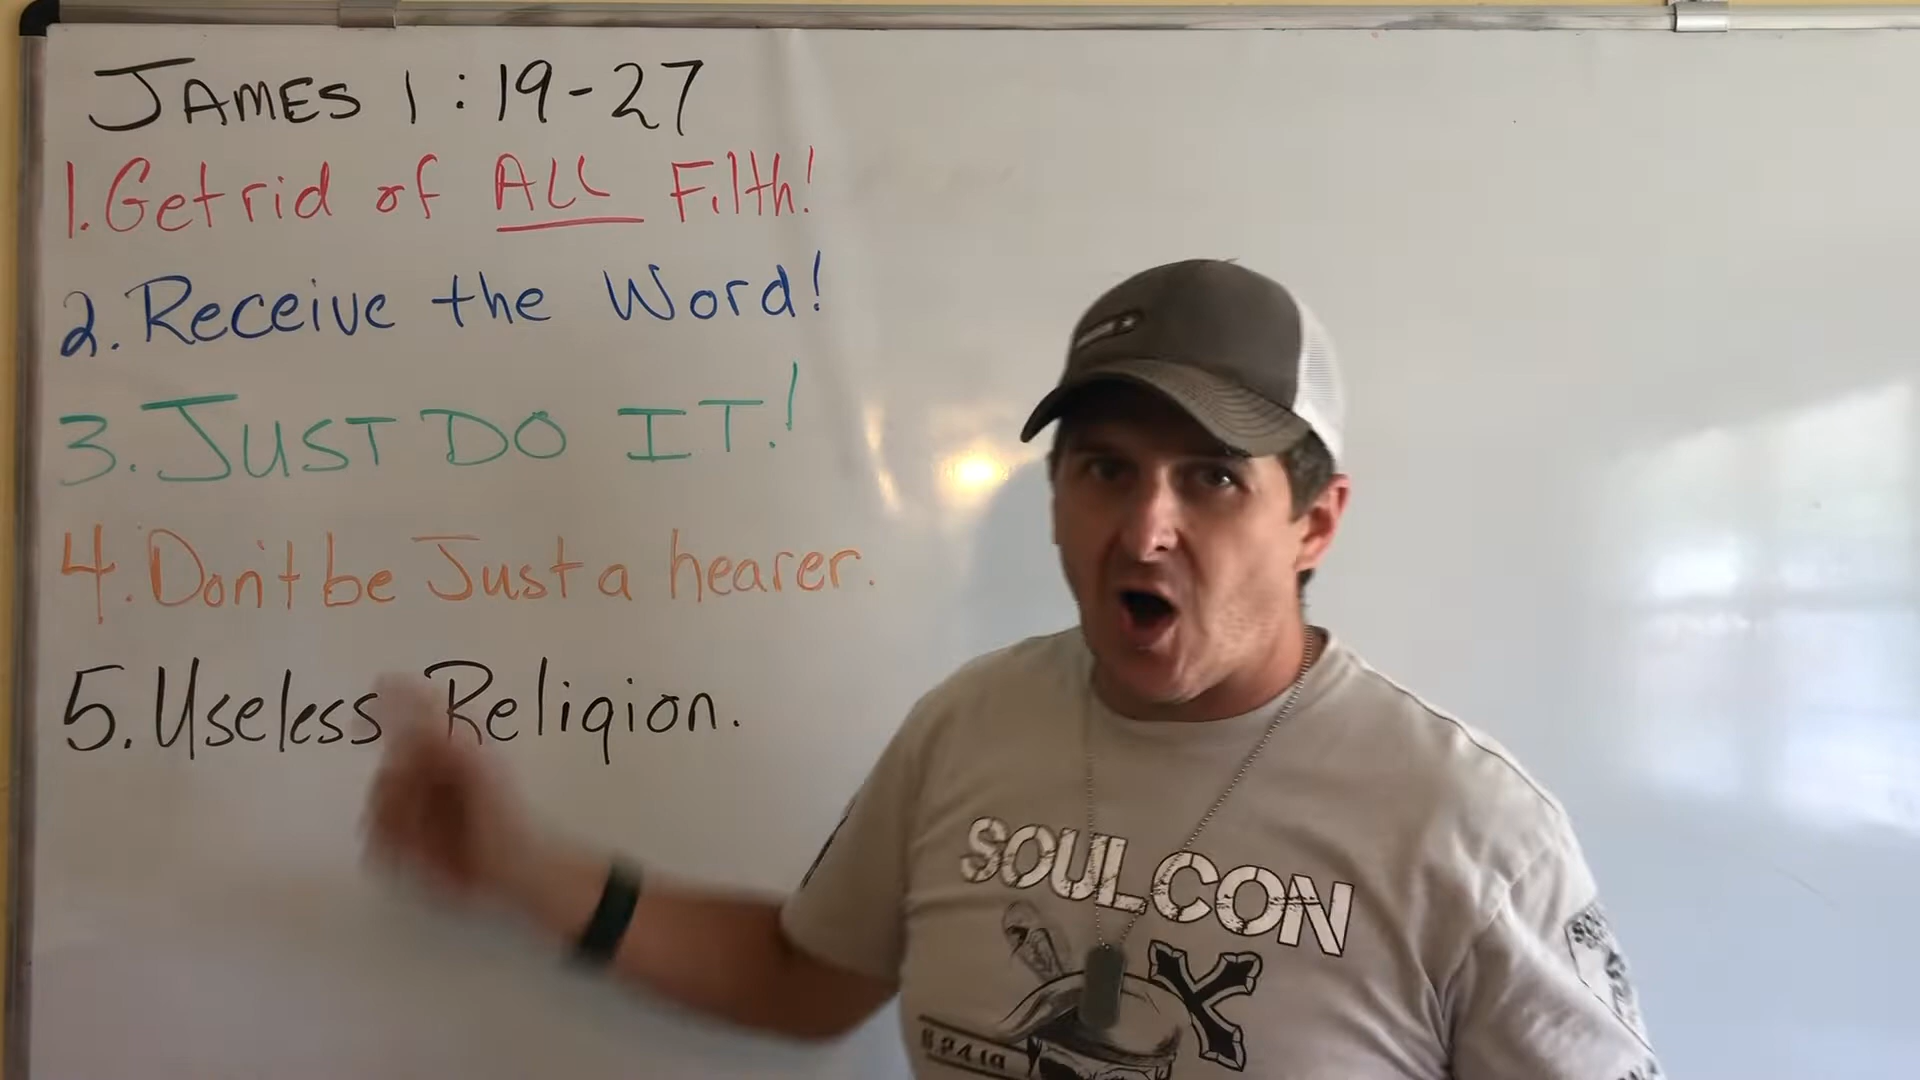 JAMES 1:19-27
1. Get rid of ALL Filth!
2. Receive the Word!
3. JUST DO IT!
4. Don't be Just a hearer.
5. Useless Religion.
SOULCON